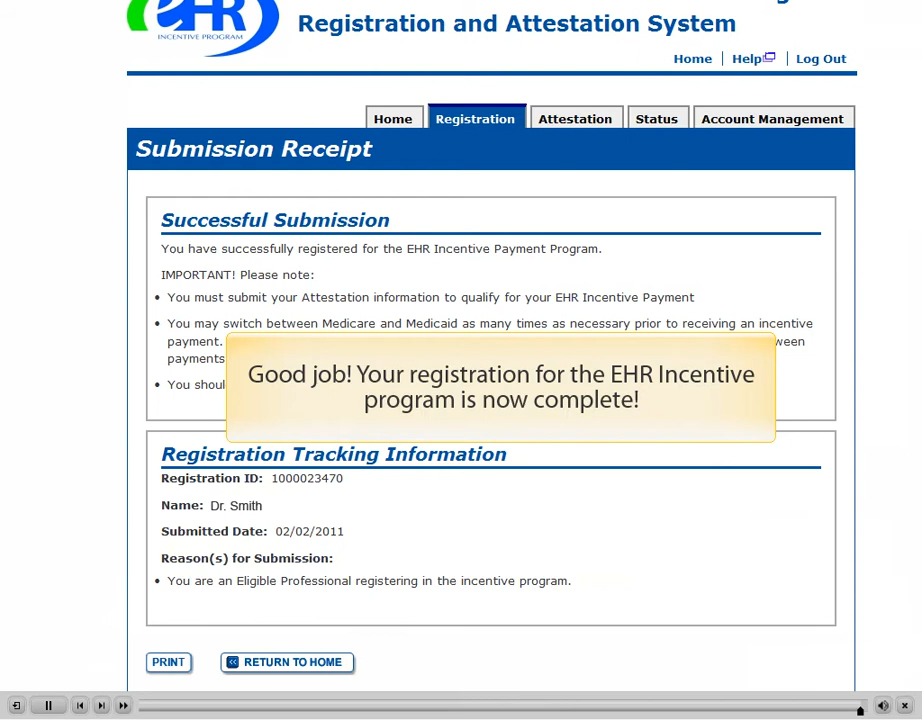 eHR
INCENTIVE PROGRAM
Registration and Attestation System
Home Help Log Out
Home Registration Attestation Status Account Management
Submission Receipt
Successful Submission
You have successfully registered for the EHR Incentive Payment Program.
IMPORTANT! Please note:
• You must submit your Attestation information to qualify for your EHR Incentive Payment
• You may switch between Medicare and Medicaid as many times as necessary prior to receiving an incentive
payment.
payments
• You
Good job! Your registration for the EHR Incentive
program is now complete!
Registration Tracking Information
Registration ID: 1000023470
Name: Dr. Smith
Submitted Date: 02/02/2011
Reason(s) for Submission:
• You are an Eligible Professional registering in the incentive program.
PRINT RETURN TO HOME